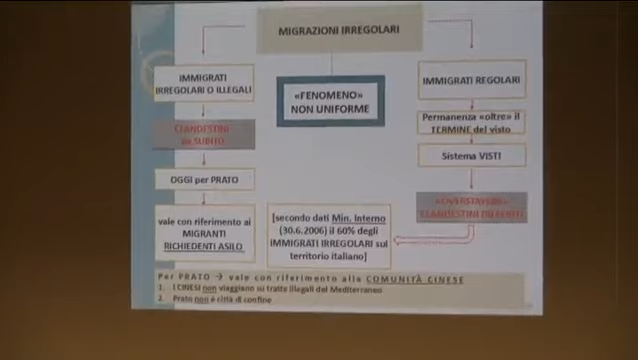 MIGRAZIONI IRREGOLARI
IMMIGRATI
IRREGOLARI O ILLEGALI
«FENOMENO»
NON UNIFORME
IMMIGRATI REGOLARI
CLANDESTINI
DA SUBITO
Permanenza «oltre» il
TERMINE del visto
Sistema VISTI
OGGI per PRATO
vale con riferimento ai
MIGRANTI
RICHIEDENTI ASILO
[secondo dati Min. Interno
(30.6.2006) il 60% degli
IMMIGRATI IRREGOLARI sul
territorio italiano]
«OVERSTAYERS»
CLANDESTINI
Per PRATO → vale con riferimento alla COMUNITÀ CINESE
1. I CINESI non viaggiano su tratte illegali del Mediterraneo
2. Prato non è città di confine